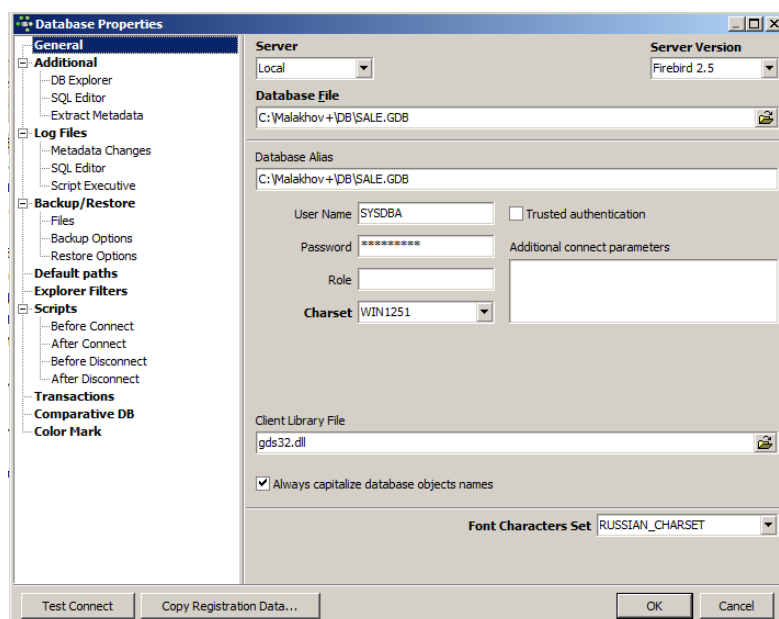 Database Properties
General
Additional
DB Explorer
SQL Editor
Extract Metadata
Log Files
Metadata Changes
SQL Editor
Script Executive
Backup/Restore
Files
Backup Options
Restore Options
Default paths
Explorer Filters
Scripts
Before Connect
After Connect
Before Disconnect
After Disconnect
Transactions
Comparative DB
Color Mark
Server
Server Version
Local
Firebird 2.5
Database File
C:\Malakhov+\DB\SALE.GDB
Database Alias
C:\Malakhov+\DB\SALE.GDB
User Name SYSDBA
Trusted authentication
Password *********
Additional connect parameters
Role
Charset WIN1251
Client Library File
gds32.dll
Always capitalize database objects names
Font Characters Set RUSSIAN_CHARSET
Test Connect
Copy Registration Data...
OK
Cancel